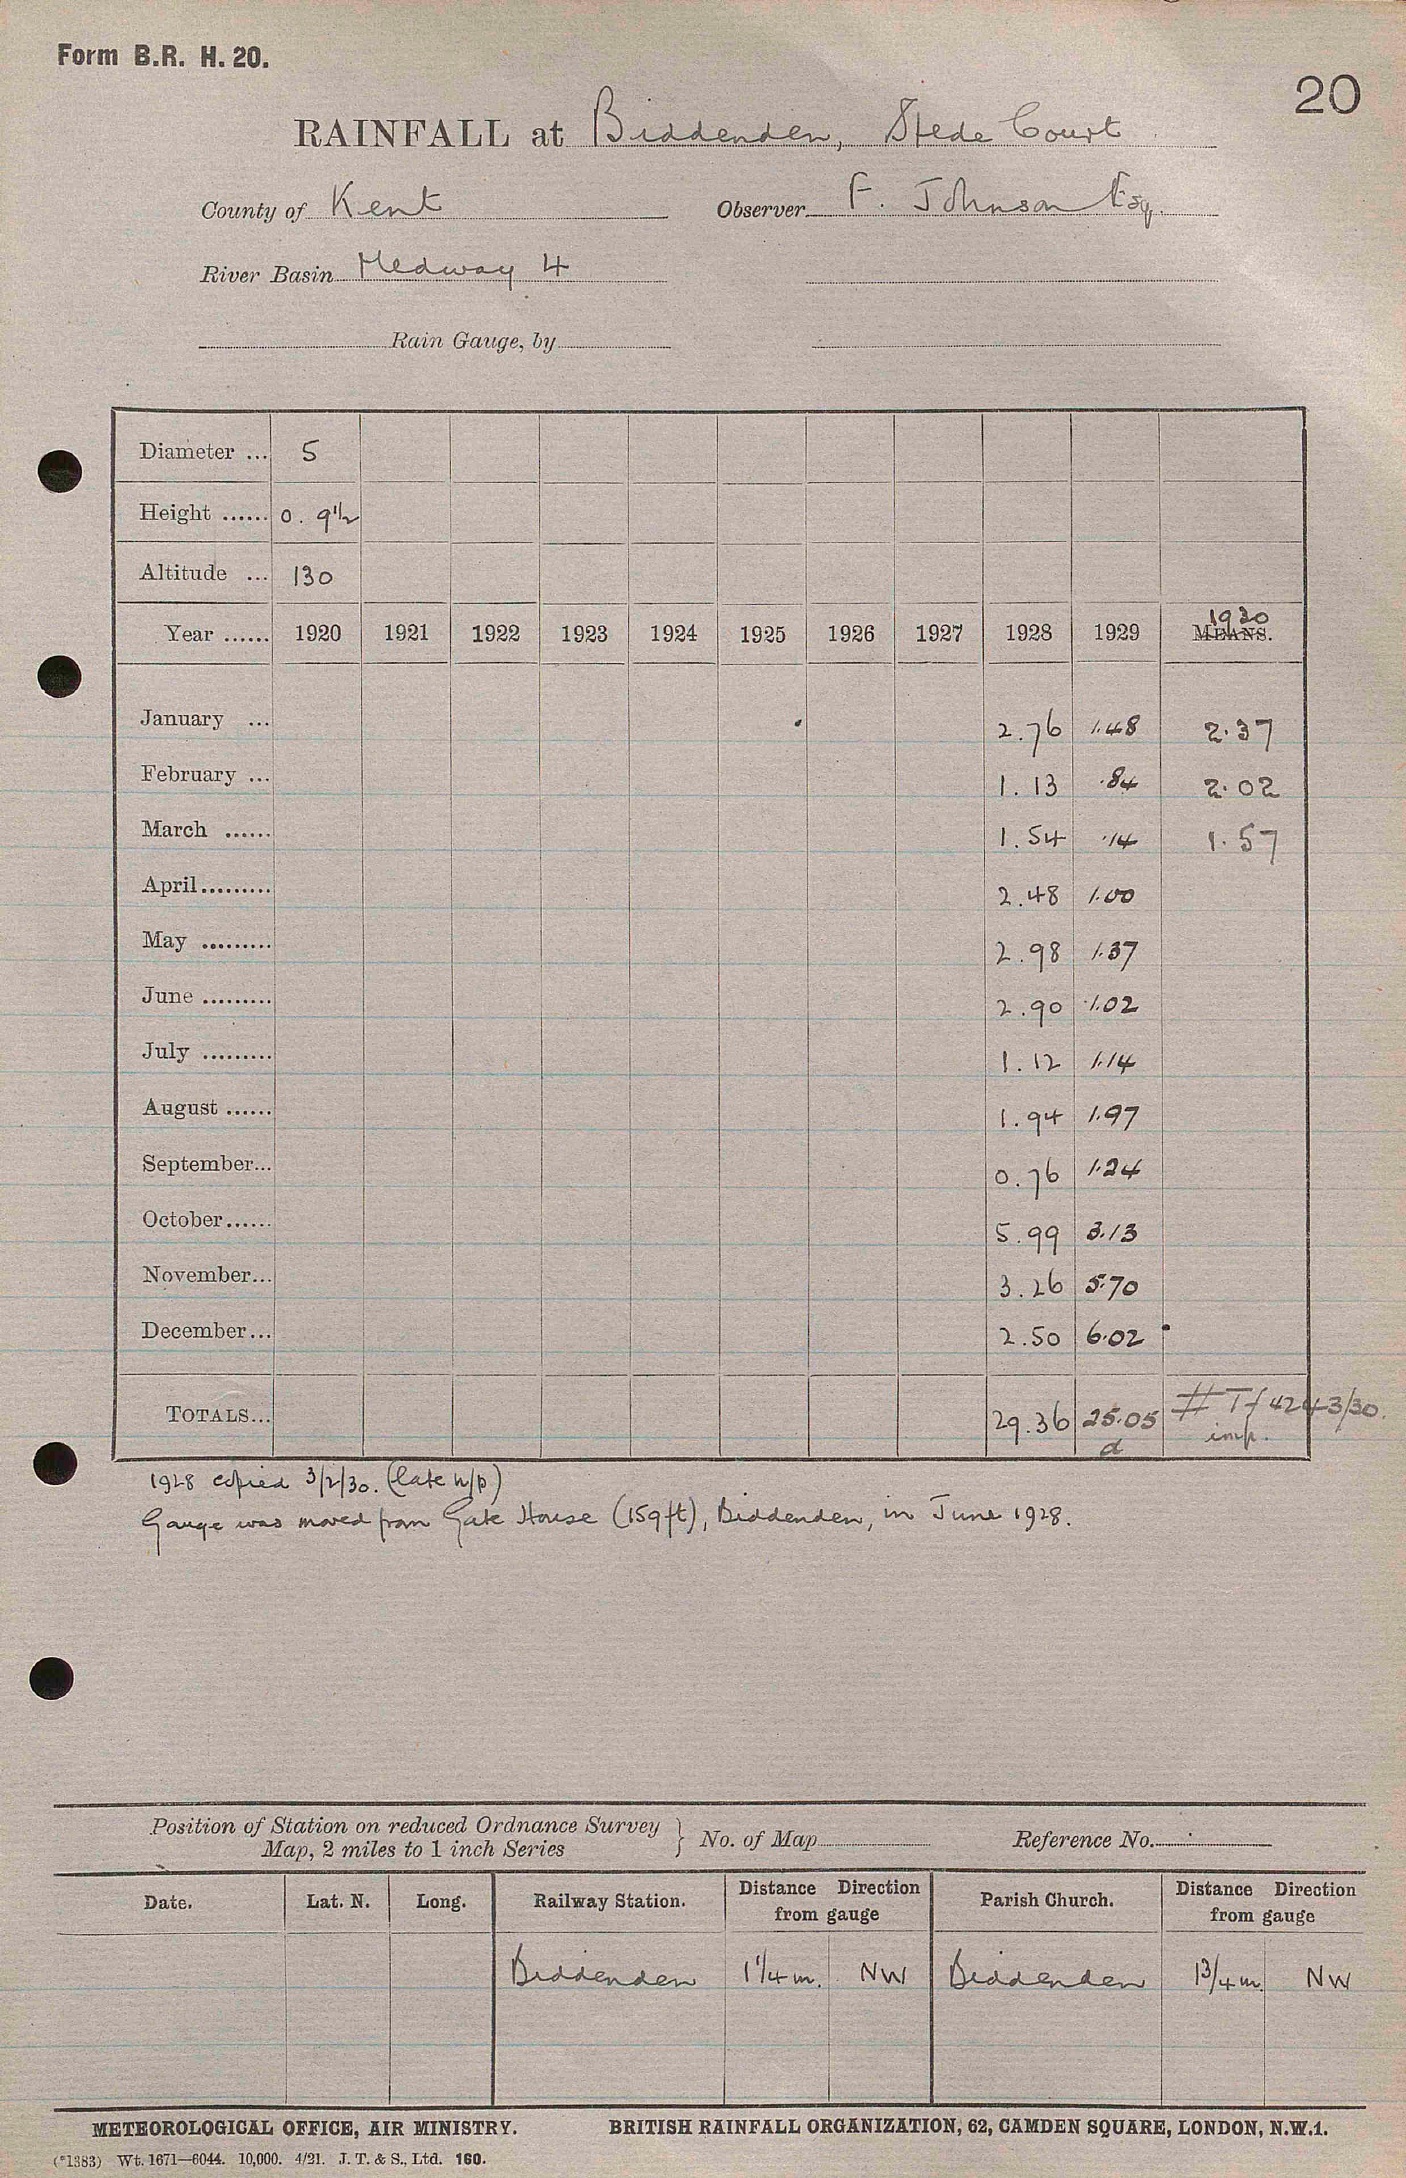 Form B.R. H. 20.
20
RAINFALL at Biddenden, Stede Court
County of Kent Observer F. Johnson Esq.
River Basin Medway 4
Rain Gauge, by
Diameter ... 5
Height ...... 0. 9½
Altitude ... 130
1930
Year ...... 1920 1921 1922 1923 1924 1925 1926 1927 1928 1929 MEANS.
January ... 2.76 1.48 2.37
February ... 1.13 .84 2.02
March ...... 1.54 .14 1.57
April......... 2.48 1.00
May ......... 2.98 1.37
June ......... 2.90 1.02
July ......... 1.12 1.14
August ...... 1.94 1.97
September... 0.76 1.24
October...... 5.99 3.13
November... 3.26 5.70
December... 2.50 6.02
TOTALS... 29.36 25.05 # Tf 4243/30.
d imp.
1928 copied 3/2/30. (late n/p)
Gauge was moved from Gate House (159ft), Biddenden, in June 1928.
Position of Station on reduced Ordnance Survey
Map, 2 miles to 1 inch Series } No. of Map Reference No.
Date. Lat. N. Long. Railway Station. Distance Direction from gauge Parish Church. Distance Direction from gauge
Biddenden 1¼ m. NW Biddenden 1¾ m. NW
METEOROLOGICAL OFFICE, AIR MINISTRY. BRITISH RAINFALL ORGANIZATION, 62, CAMDEN SQUARE, LONDON, N.W.1.
(*1383) Wt. 1671—6044. 10,000. 4/21. J. T. & S., Ltd. 160.